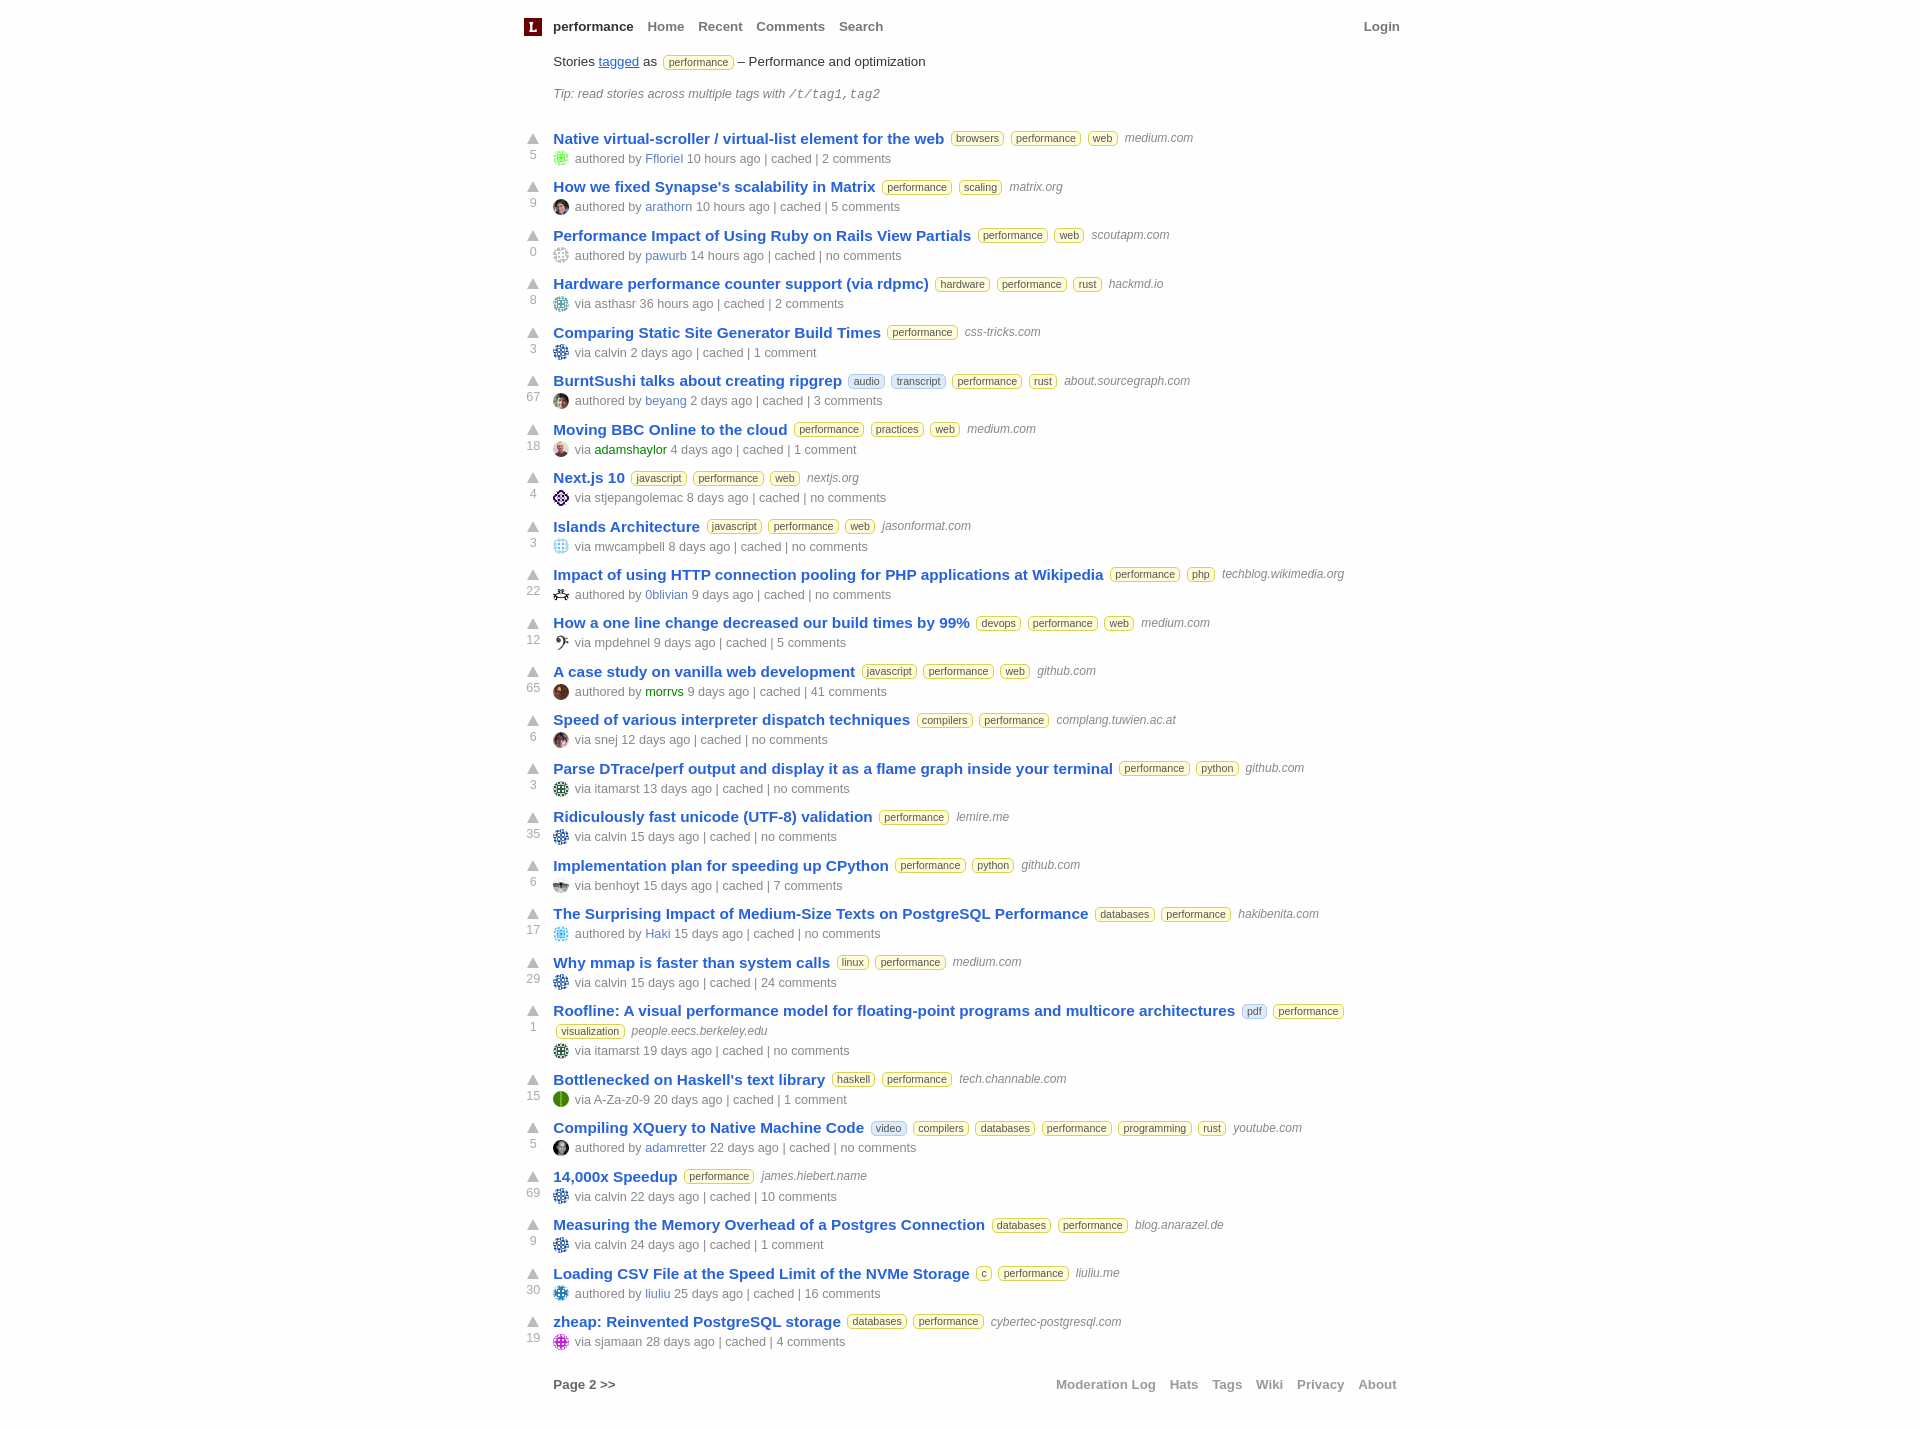 L performance Home Recent Comments Search Login
Stories tagged as performance – Performance and optimization
Tip: read stories across multiple tags with /t/tag1,tag2
Native virtual-scroller / virtual-list element for the web browsers performance web medium.com
5 authored by Ffloriel 10 hours ago | cached | 2 comments
How we fixed Synapse's scalability in Matrix performance scaling matrix.org
9 authored by arathorn 10 hours ago | cached | 5 comments
Performance Impact of Using Ruby on Rails View Partials performance web scoutapm.com
0 authored by pawurb 14 hours ago | cached | no comments
Hardware performance counter support (via rdpmc) hardware performance rust hackmd.io
8 via asthasr 36 hours ago | cached | 2 comments
Comparing Static Site Generator Build Times performance css-tricks.com
3 via calvin 2 days ago | cached | 1 comment
BurntSushi talks about creating ripgrep audio transcript performance rust about.sourcegraph.com
67 authored by beyang 2 days ago | cached | 3 comments
Moving BBC Online to the cloud performance practices web medium.com
18 via adamshaylor 4 days ago | cached | 1 comment
Next.js 10 javascript performance web nextjs.org
4 via stjepangolemac 8 days ago | cached | no comments
Islands Architecture javascript performance web jasonformat.com
3 via mwcampbell 8 days ago | cached | no comments
Impact of using HTTP connection pooling for PHP applications at Wikipedia performance php techblog.wikimedia.org
22 authored by 0blivian 9 days ago | cached | no comments
How a one line change decreased our build times by 99% devops performance web medium.com
12 via mpdehnel 9 days ago | cached | 5 comments
A case study on vanilla web development javascript performance web github.com
65 authored by morrvs 9 days ago | cached | 41 comments
Speed of various interpreter dispatch techniques compilers performance complang.tuwien.ac.at
6 via snej 12 days ago | cached | no comments
Parse DTrace/perf output and display it as a flame graph inside your terminal performance python github.com
3 via itamarst 13 days ago | cached | no comments
Ridiculously fast unicode (UTF-8) validation performance lemire.me
35 via calvin 15 days ago | cached | no comments
Implementation plan for speeding up CPython performance python github.com
6 via benhoyt 15 days ago | cached | 7 comments
The Surprising Impact of Medium-Size Texts on PostgreSQL Performance databases performance hakibenita.com
17 authored by Haki 15 days ago | cached | no comments
Why mmap is faster than system calls linux performance medium.com
29 via calvin 15 days ago | cached | 24 comments
Roofline: A visual performance model for floating-point programs and multicore architectures pdf performance
1 visualization people.eecs.berkeley.edu
via itamarst 19 days ago | cached | no comments
Bottlenecked on Haskell's text library haskell performance tech.channable.com
15 via A-Za-z0-9 20 days ago | cached | 1 comment
Compiling XQuery to Native Machine Code video compilers databases performance programming rust youtube.com
5 authored by adamretter 22 days ago | cached | no comments
14,000x Speedup performance james.hiebert.name
69 via calvin 22 days ago | cached | 10 comments
Measuring the Memory Overhead of a Postgres Connection databases performance blog.anarazel.de
9 via calvin 24 days ago | cached | 1 comment
Loading CSV File at the Speed Limit of the NVMe Storage c performance liuliu.me
30 authored by liuliu 25 days ago | cached | 16 comments
zheap: Reinvented PostgreSQL storage databases performance cybertec-postgresql.com
19 via sjamaan 28 days ago | cached | 4 comments
Page 2 >> Moderation Log Hats Tags Wiki Privacy About